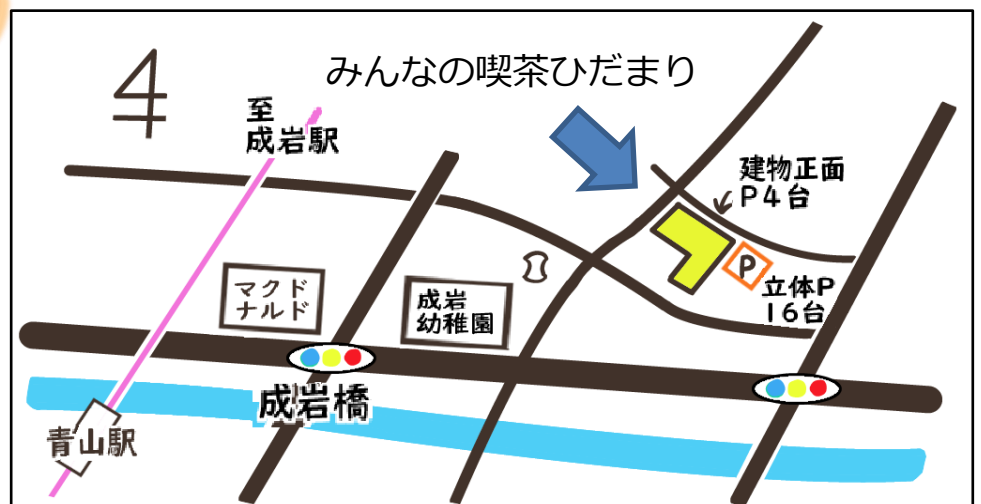 みんなの喫茶ひだまり
至
成岩駅
建物正面
P4台
マクド
ナルド
成岩
幼稚園
P
立体P
16台
成岩橋
青山駅